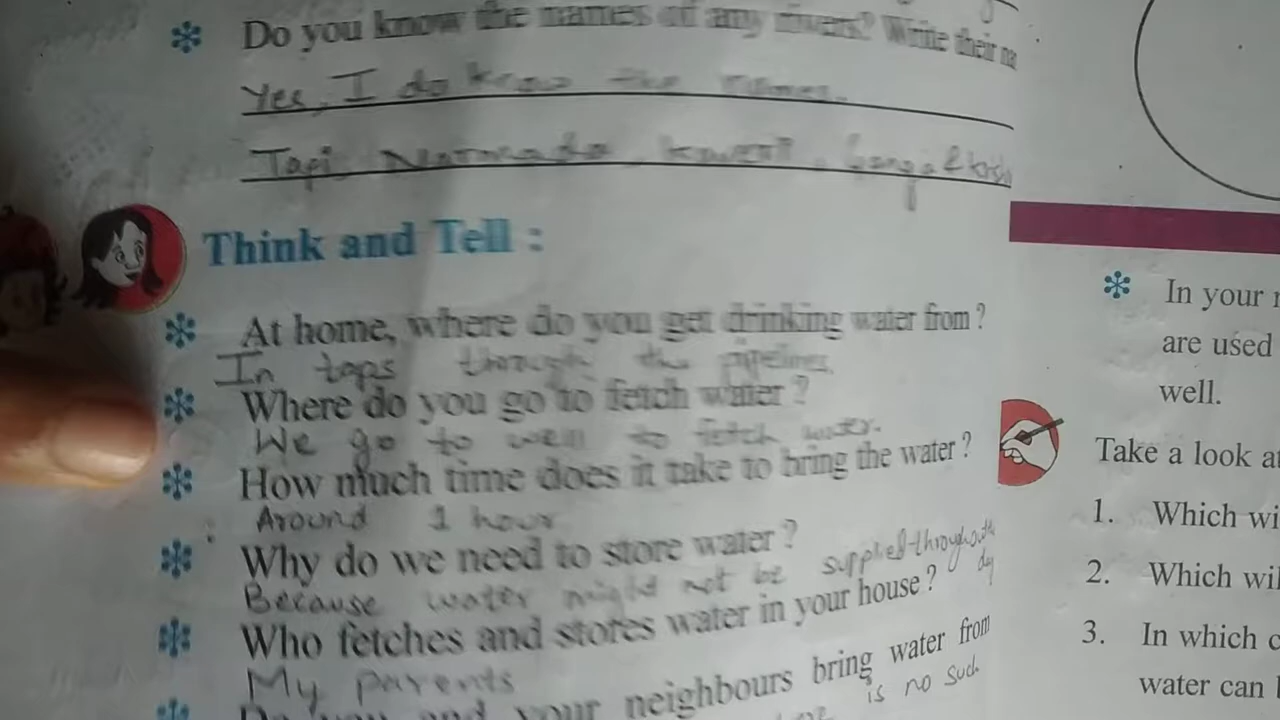 Do you know the names of any rivers? Write their na
Yes, I do know the names.
Tapi Narmada kaveri, Ganga &
Think and Tell :
At home, where do you get drinking water from?
In taps through the pipelines
Where do you go to fetch water?
We go to well to fetch water.
How much time does it take to bring the water?
Around 1 hour
Why do we need to store water?
Because water might not be supplied throughout the day
Who fetches and stores water in your house?
My parents
and your neighbours bring water from
is no such
In your
are used
well.
Take a look at
1. Which wi
2. Which wil
3. In which c
water can